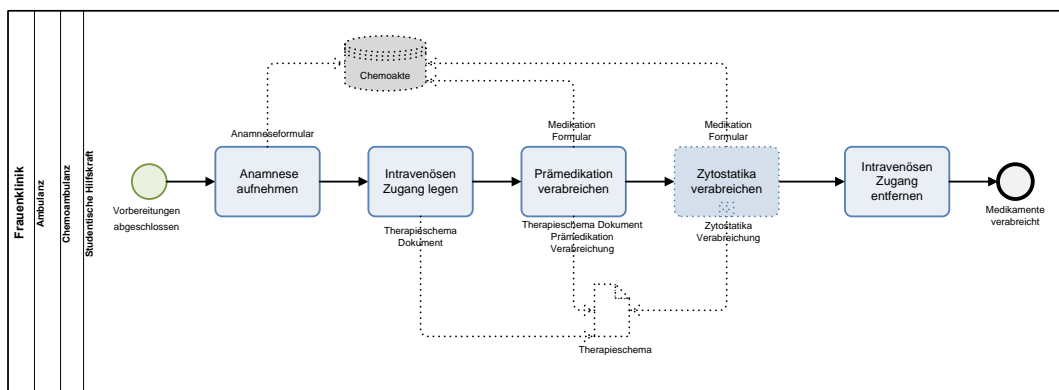 Frauenklinik
Ambulanz
Chemoambulanz
Studentische Hilfskraft
Chemoakte
Anamneseformular
Medikation
Formular
Medikation
Formular
Anamnese
aufnehmen
Intravenösen
Zugang legen
Prämedikation
verabreichen
Zytostatika
verabreichen
Intravenösen
Zugang
entfernen
Vorbereitungen
abgeschlossen
Therapieschema
Dokument
Therapieschema Dokument
Prämedikation
Verabreichung
Zytostatika
Verabreichung
Medikamente
verabreicht
Therapieschema